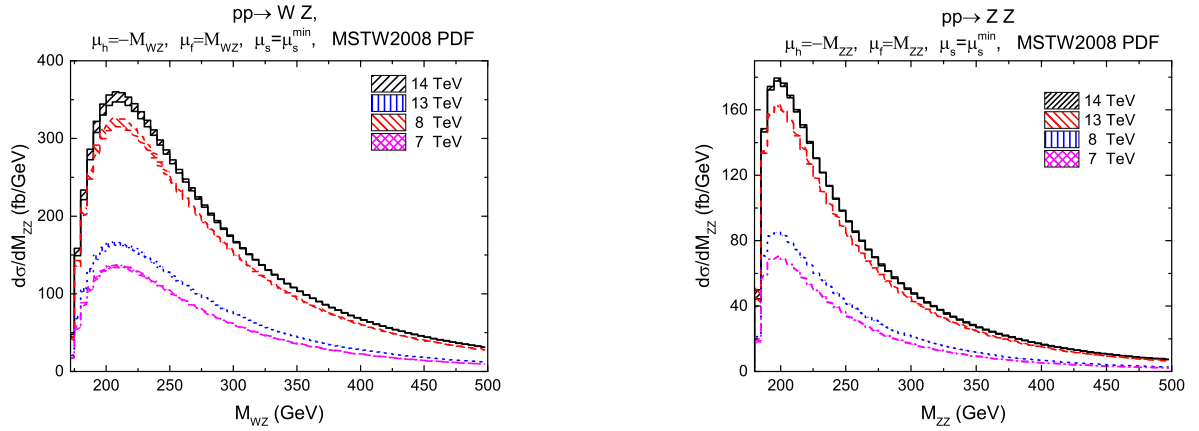 pp→ W Z,
μh=−MWZ, μf=MWZ, μs=μsmin, MSTW2008 PDF
400
300
200
100
0
dσ/dMZZ (fb/GeV)
14 TeV
13 TeV
8 TeV
7 TeV
200 250 300 350 400 450 500
MWZ (GeV)
pp→ Z Z
μh=−MZZ, μf=MZZ, μs=μsmin, MSTW2008 PDF
160
120
80
40
0
dσ/dMZZ (fb/GeV)
14 TeV
13 TeV
8 TeV
7 TeV
200 250 300 350 400 450 500
MZZ (GeV)